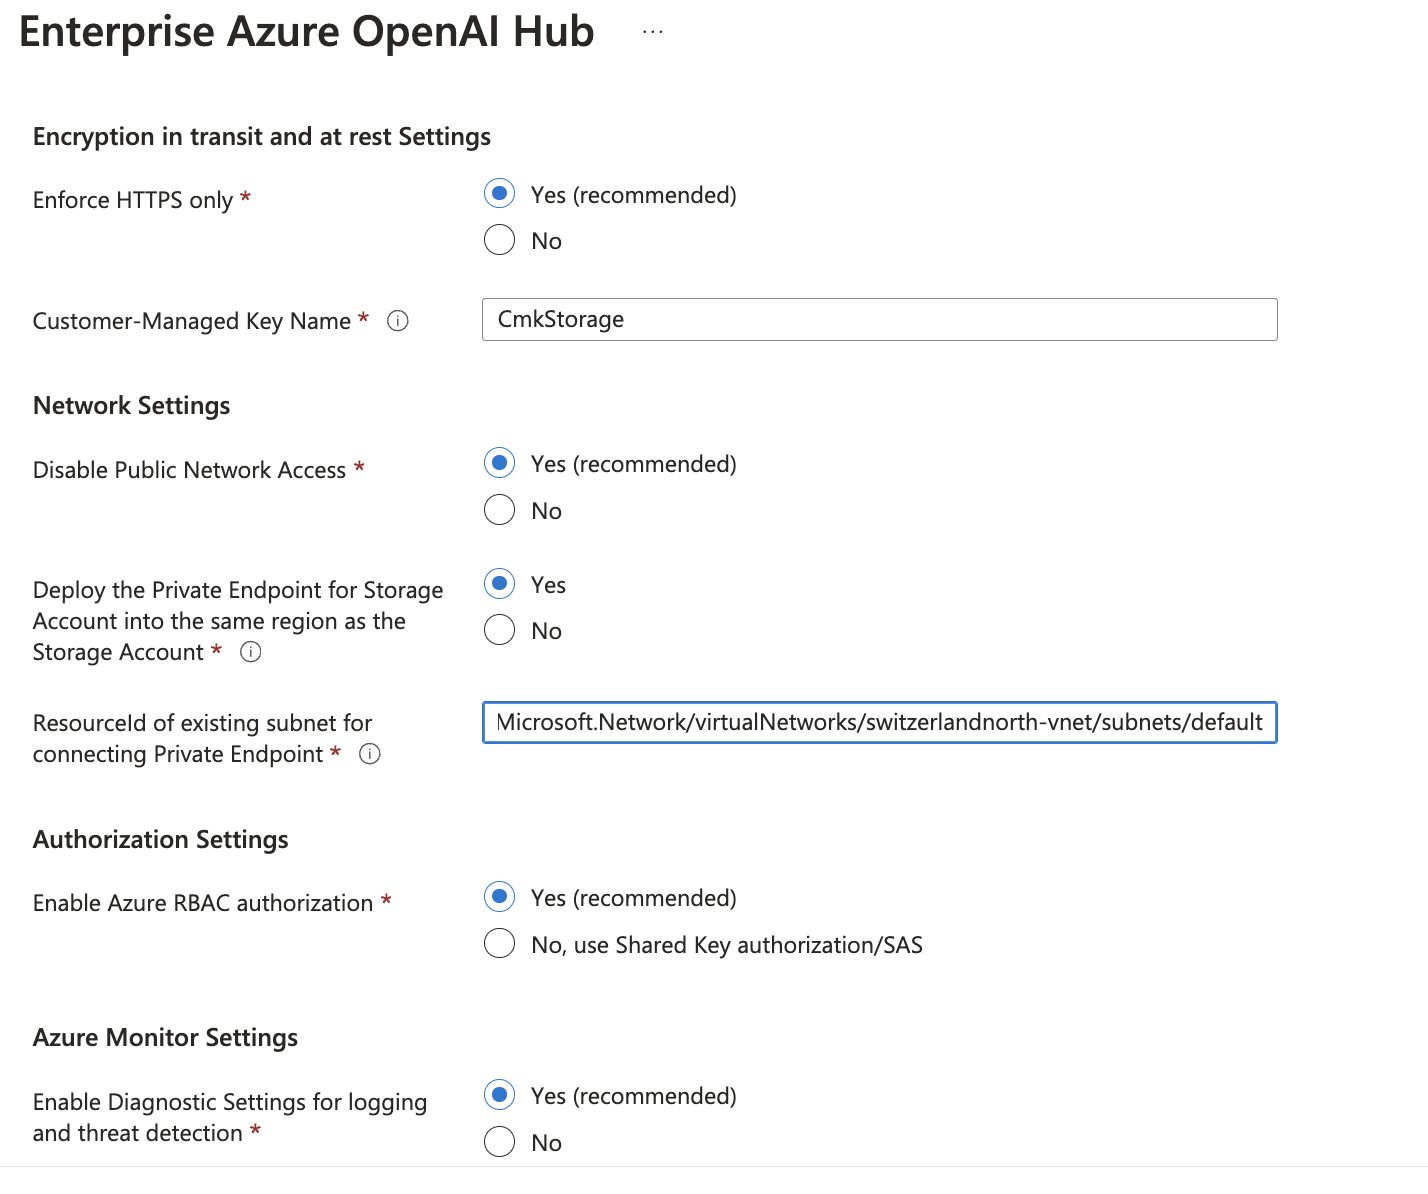 Enterprise Azure OpenAI Hub ...
Encryption in transit and at rest Settings
Enforce HTTPS only *
Yes (recommended)
No
Customer-Managed Key Name *
CmkStorage
Network Settings
Disable Public Network Access *
Yes (recommended)
No
Deploy the Private Endpoint for Storage
Account into the same region as the
Storage Account *
Yes
No
ResourceId of existing subnet for
connecting Private Endpoint *
Microsoft.Network/virtualNetworks/switzerlandnorth-vnet/subnets/default
Authorization Settings
Enable Azure RBAC authorization *
Yes (recommended)
No, use Shared Key authorization/SAS
Azure Monitor Settings
Enable Diagnostic Settings for logging
and threat detection *
Yes (recommended)
No